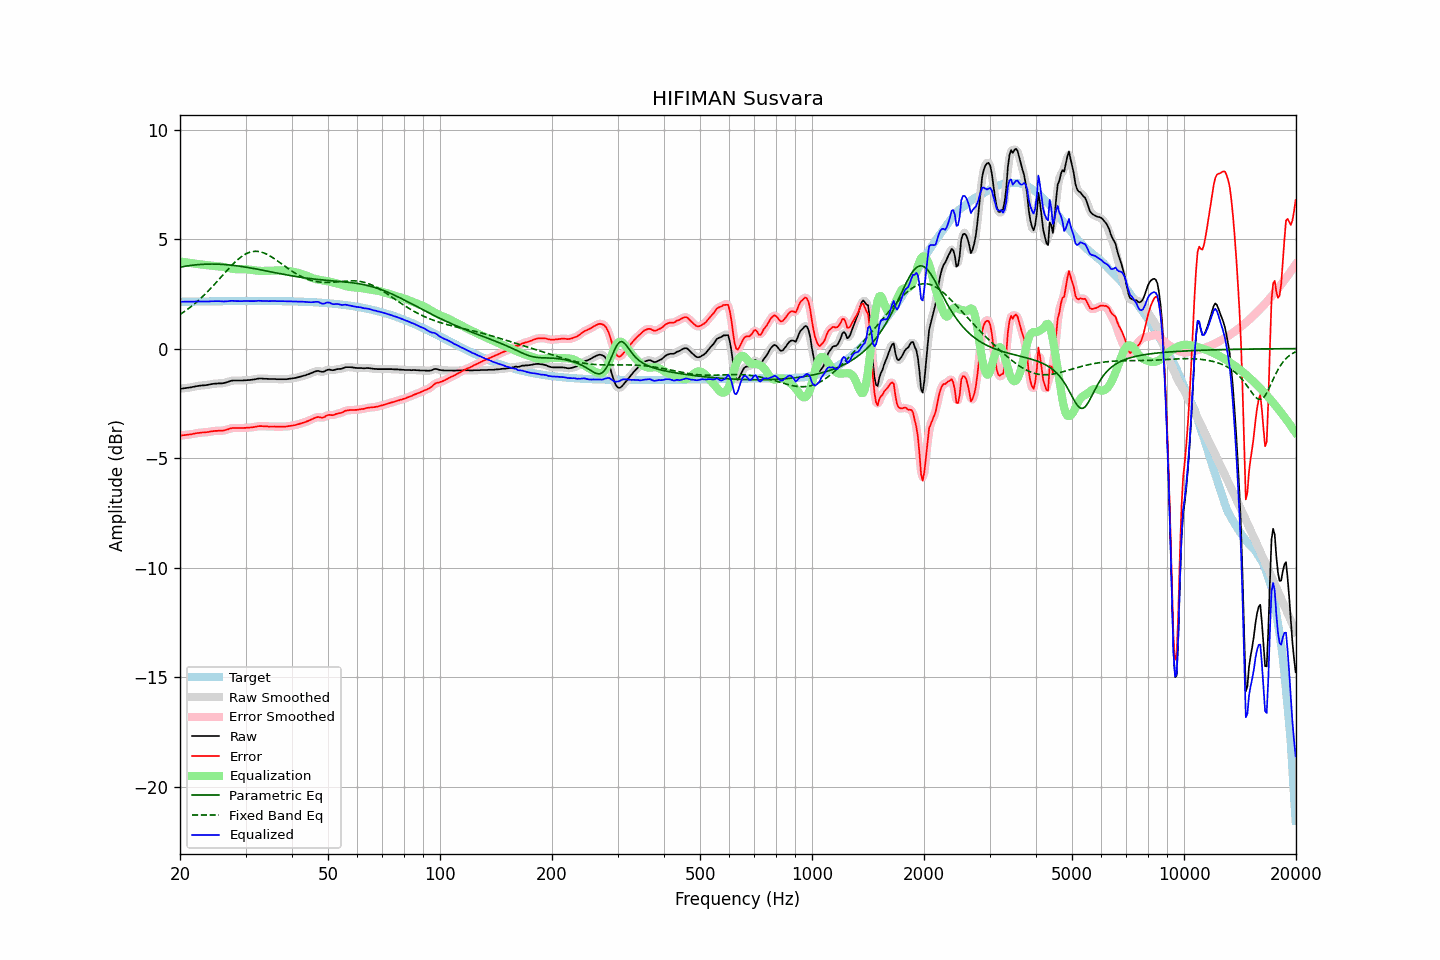 HIFIMAN Susvara
Amplitude (dBr)
10
5
0
−5
−10
−15
−20
Target
Raw Smoothed
Error Smoothed
Raw
Error
Equalization
Parametric Eq
Fixed Band Eq
Equalized
20 50 100 200 500 1000 2000 5000 10000 20000
Frequency (Hz)